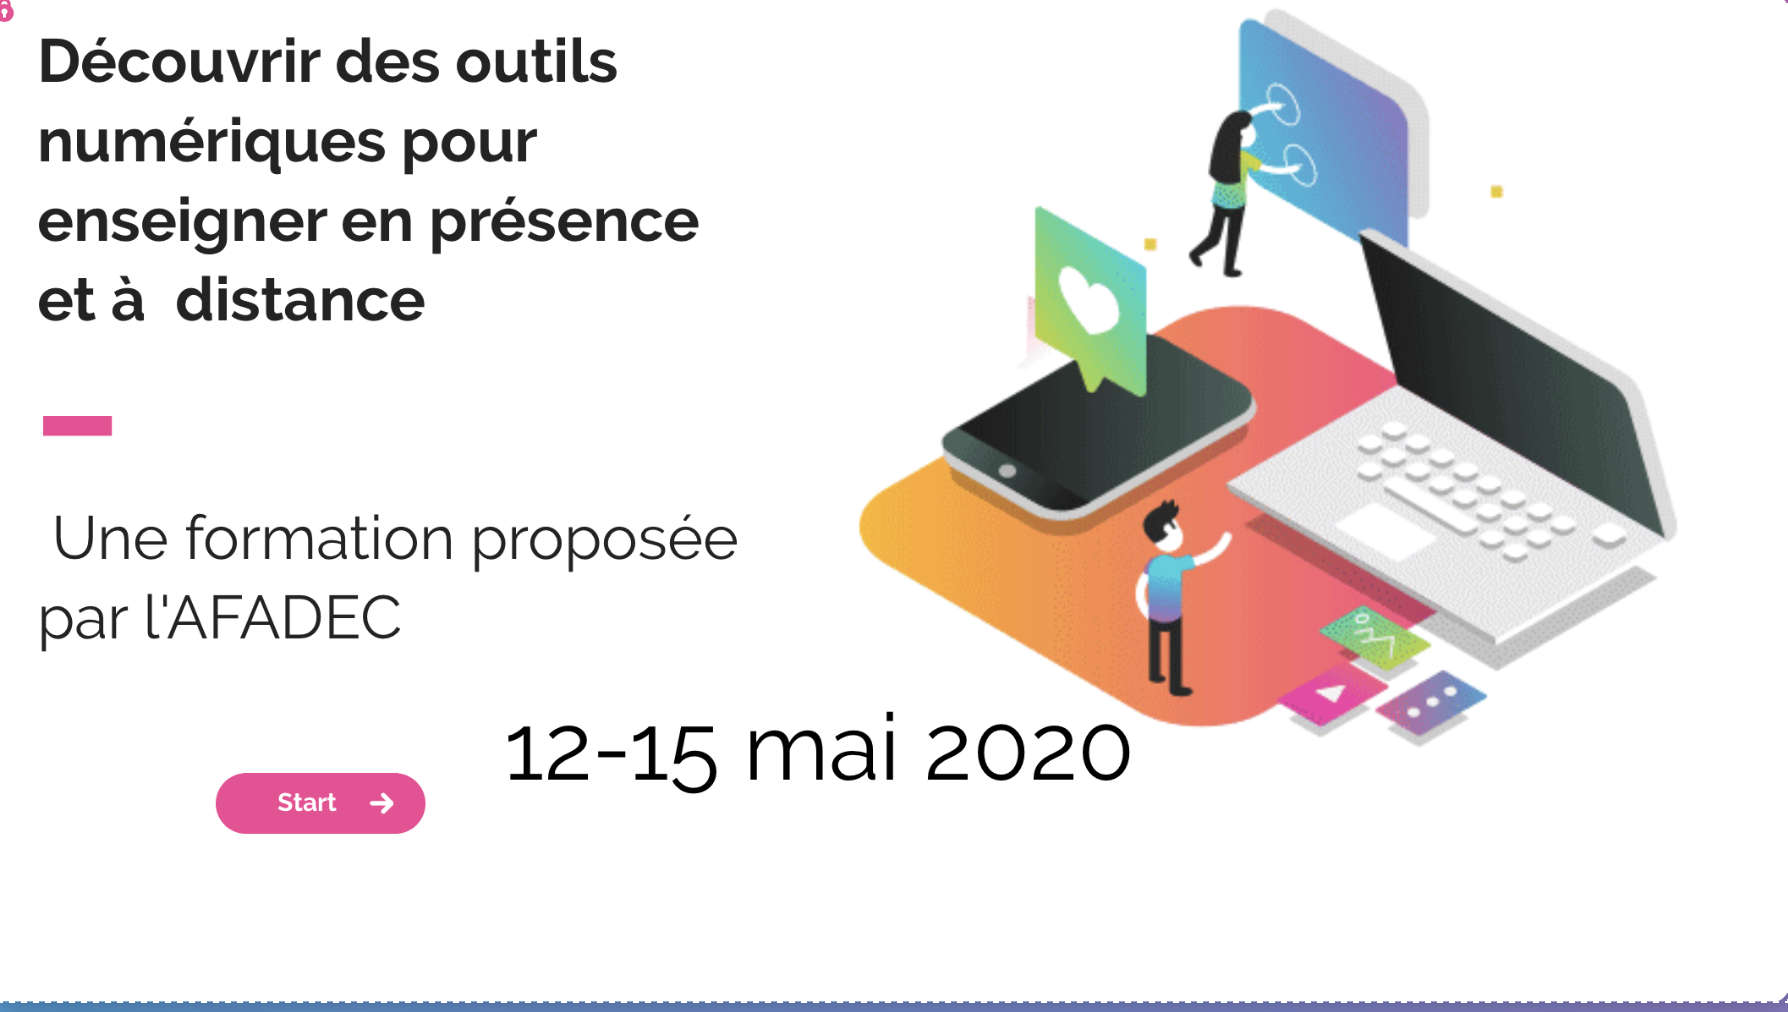 Découvrir des outils
numériques pour
enseigner en présence
et à distance
Une formation proposée
par l'AFADEC
12-15 mai 2020
Start